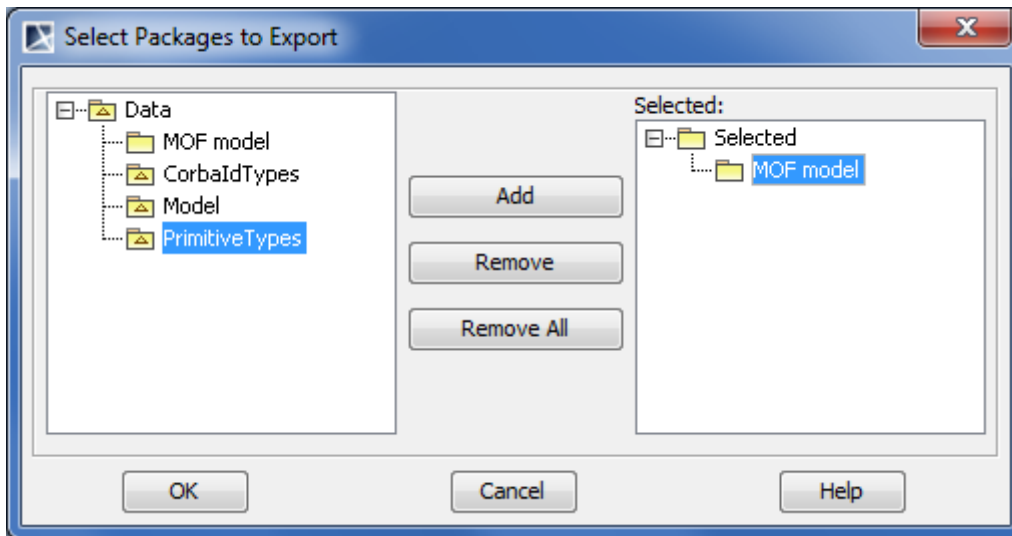 Select Packages to Export
Data
MOF model
CorbaIdTypes
Model
PrimitiveTypes
Add
Remove
Remove All
Selected:
Selected
MOF model
OK
Cancel
Help